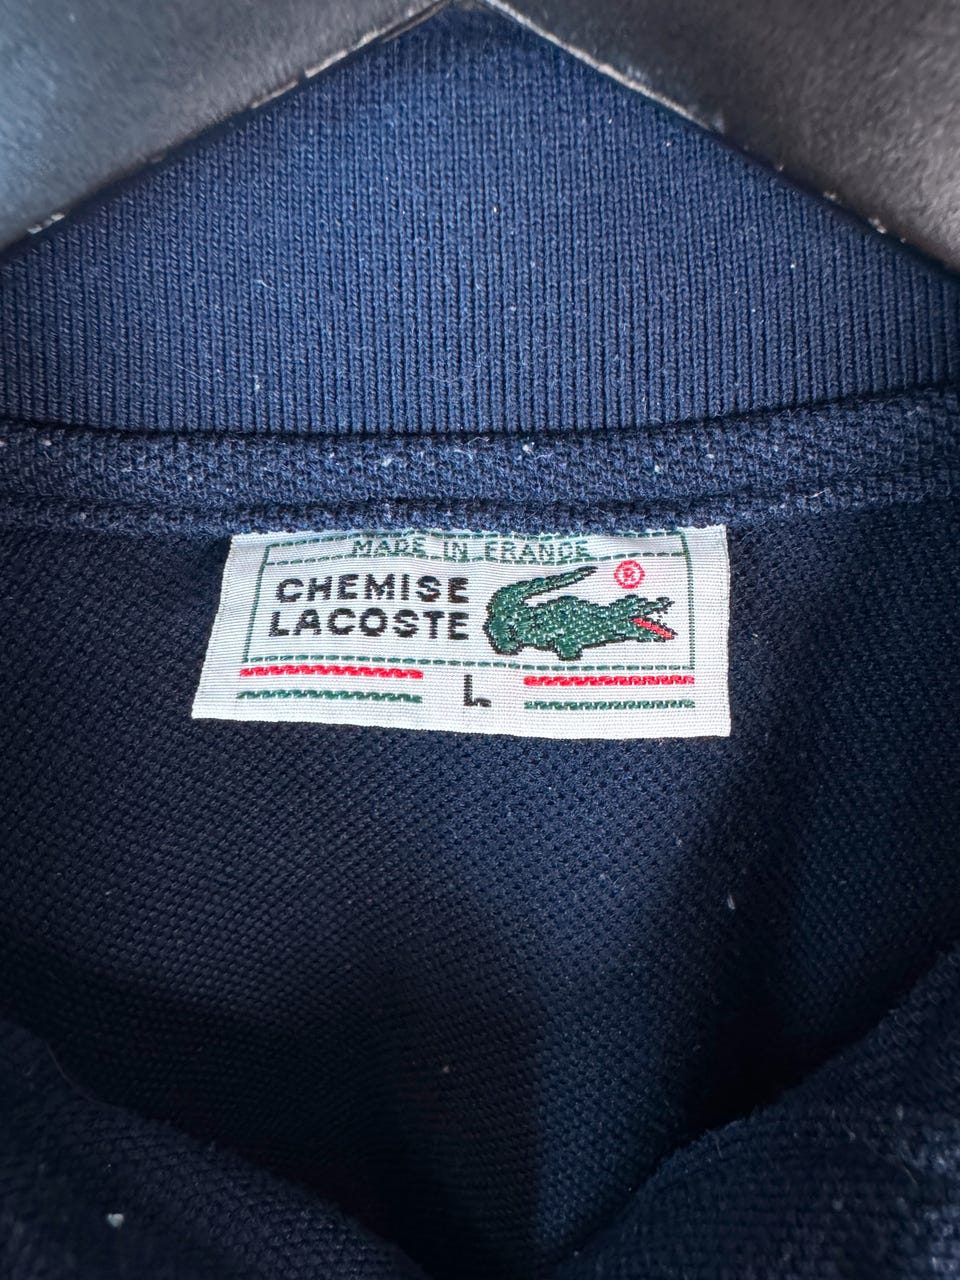 MADE IN FRANCE
CHEMISE
LACOSTE
®
L